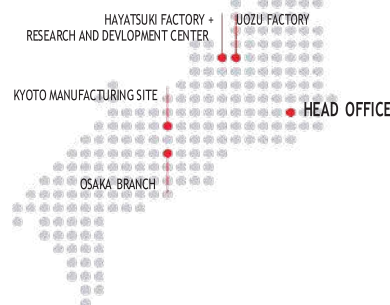 HAYATSUKI FACTORY +
RESEARCH AND DEVLOPMENT CENTER
UOZU FACTORY
KYOTO MANUFACTURING SITE
HEAD OFFICE
OSAKA BRANCH